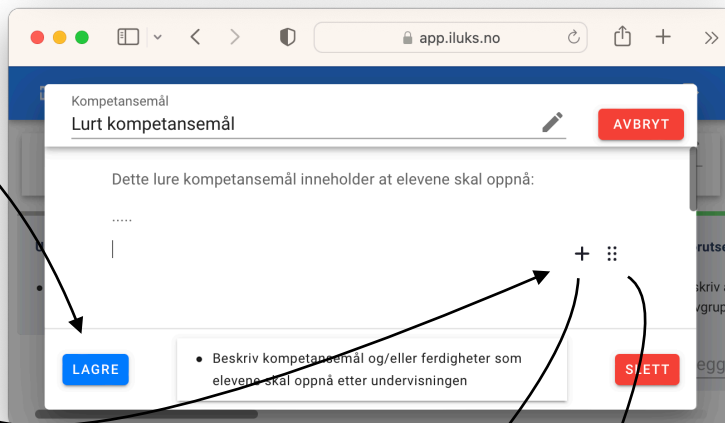 app.iluks.no
Kompetansemål
Lurt kompetansemål
AVBRYT
Dette lure kompetansemål inneholder at elevene skal oppnå:
.....
LAGRE
• Beskriv kompetansemål og/eller ferdigheter som
elevene skal oppnå etter undervisningen
SLETT